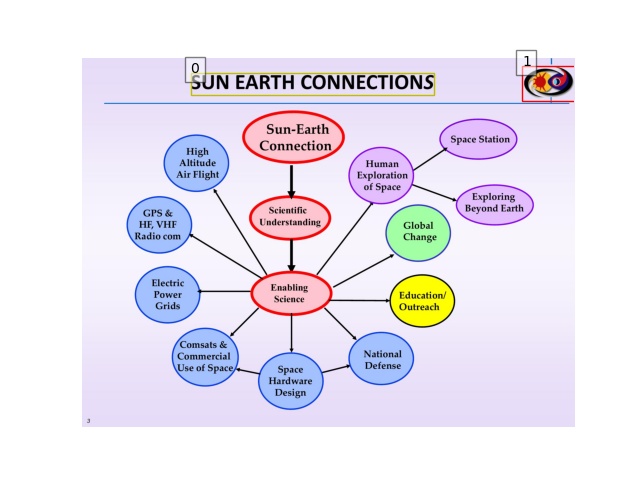 0
1
SUN EARTH CONNECTIONS
Sun-Earth
Connection
High
Altitude
Air Flight
Space Station
Human
Exploration
of Space
Exploring
Beyond Earth
GPS &
HF, VHF
Radio com
Scientific
Understanding
Global
Change
Electric
Power
Grids
Enabling
Science
Education/
Outreach
Comsats &
Commercial
Use of Space
Space
Hardware
Design
National
Defense
3